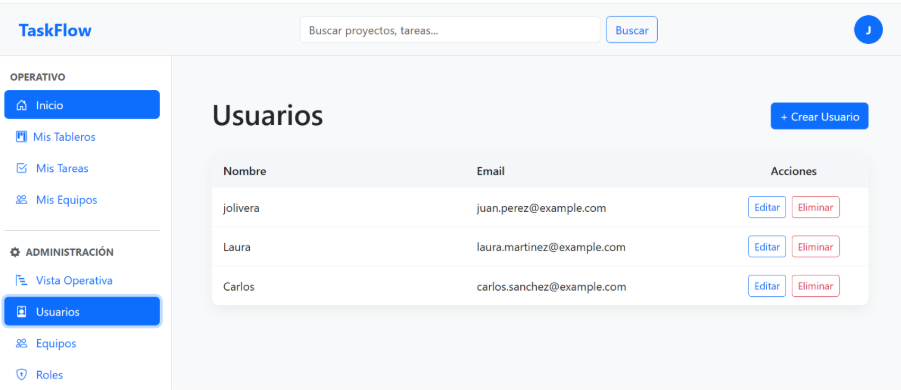 TaskFlow
Buscar proyectos, tareas...
Buscar
J
OPERATIVO
Inicio
Mis Tableros
Mis Tareas
Mis Equipos
ADMINISTRACIÓN
Vista Operativa
Usuarios
Equipos
Roles
Usuarios
+ Crear Usuario
Nombre Email Acciones
jolivera juan.perez@example.com Editar Eliminar
Laura laura.martinez@example.com Editar Eliminar
Carlos carlos.sanchez@example.com Editar Eliminar